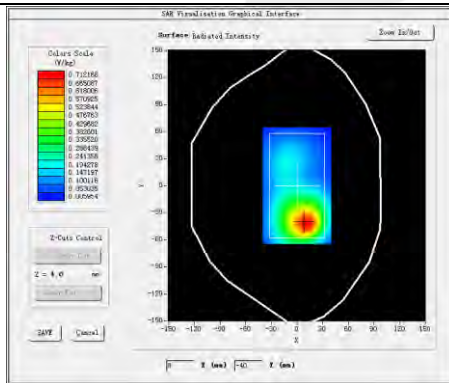 SAR Visualisation Graphical Interface
Surface Radiated Intensity
Zoom In/Out
Colors Scale
(W/kg)
0.712168
0.665087
0.618006
0.570925
0.523844
0.476763
0.429682
0.382601
0.335520
0.288439
0.241358
0.194278
0.147197
0.100116
0.053035
0.005954
Z-Cuts Control
Z = 4.0 mm
SAVE Cancel
150
120
90
60
30
0
-30
-60
-90
-120
-150
Y
-150 -120 -90 -60 -30 0 30 60 90 120 150
X
8 X (mm) -40 Y (mm)